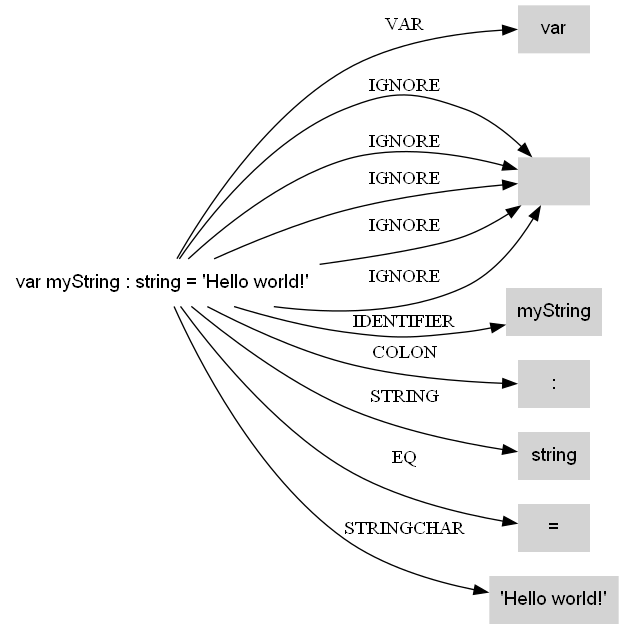 VAR
var
IGNORE
IGNORE
IGNORE
IGNORE
var myString : string = 'Hello world!'
IGNORE
IDENTIFIER
myString
COLON
:
STRING
string
EQ
=
STRINGCHAR
'Hello world!'